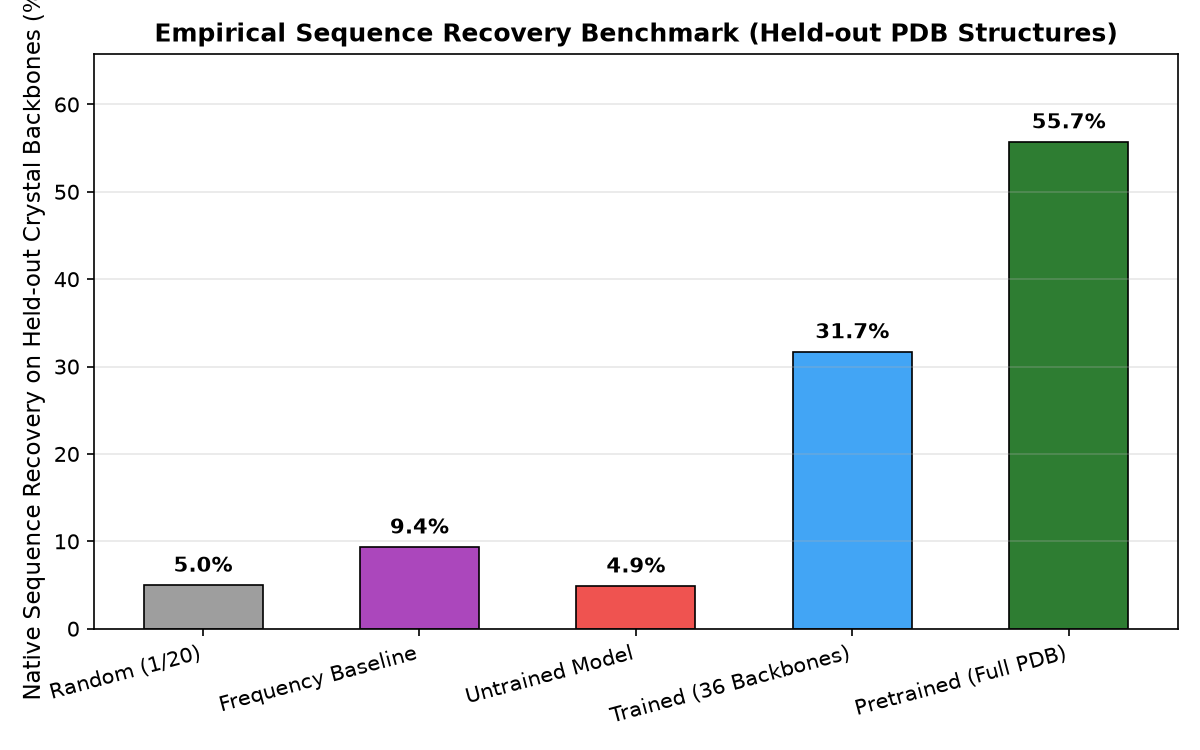 Empirical Sequence Recovery Benchmark (Held-out PDB Structures)
Native Sequence Recovery on Held-out Crystal Backbones (%
60
50
40
30
20
10
0
5.0%
9.4%
4.9%
31.7%
55.7%
Random (1/20)
Frequency Baseline
Untrained Model
Trained (36 Backbones)
Pretrained (Full PDB)